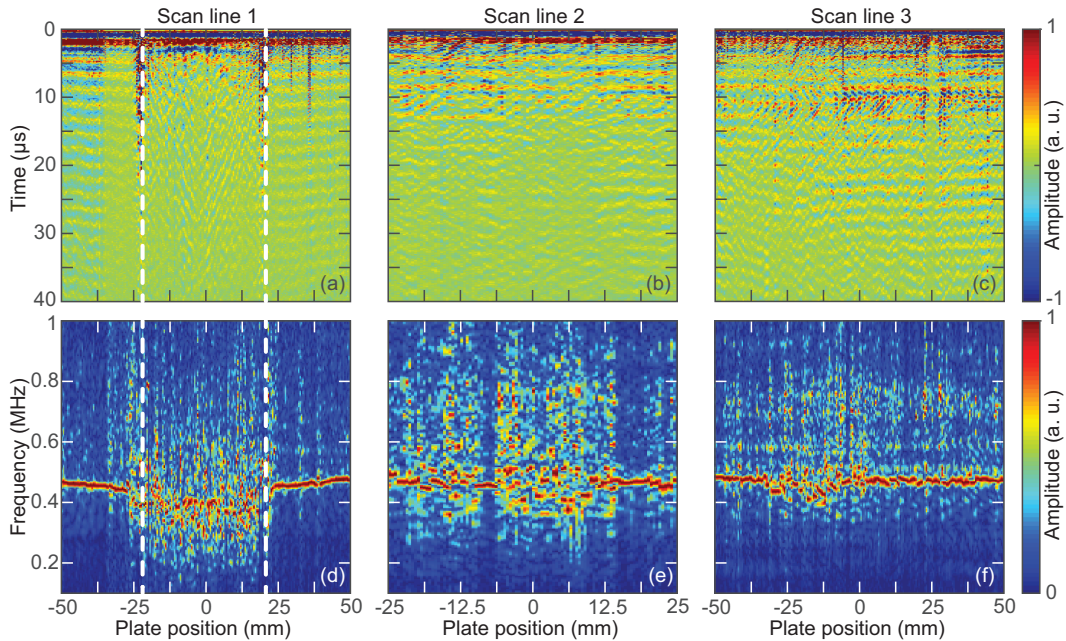 Scan line 1
Scan line 2
Scan line 3
0
10
20
30
40
Time (µs)
(a)
(b)
(c)
1
-1
Amplitude (a. u.)
1
0.8
0.6
0.4
0.2
Frequency (MHz)
(d)
(e)
(f)
1
0
Amplitude (a. u.)
-50 -25 0 25 50
-25 -12.5 0 12.5 25
-50 -25 0 25 50
Plate position (mm)
Plate position (mm)
Plate position (mm)